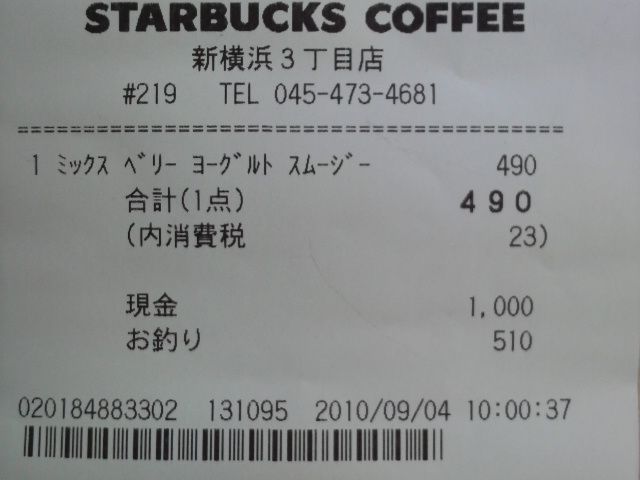 STARBUCKS COFFEE
新横浜3丁目店
#219 TEL 045-473-4681
========================================
1 ﾐｯｸｽ ﾍﾞﾘｰ ﾖｰｸﾞﾙﾄ ｽﾑｰｼﾞｰ 490
合計(1点) 490
(内消費税 23)
現金 1,000
お釣り 510
020184883302 131095 2010/09/04 10:00:37